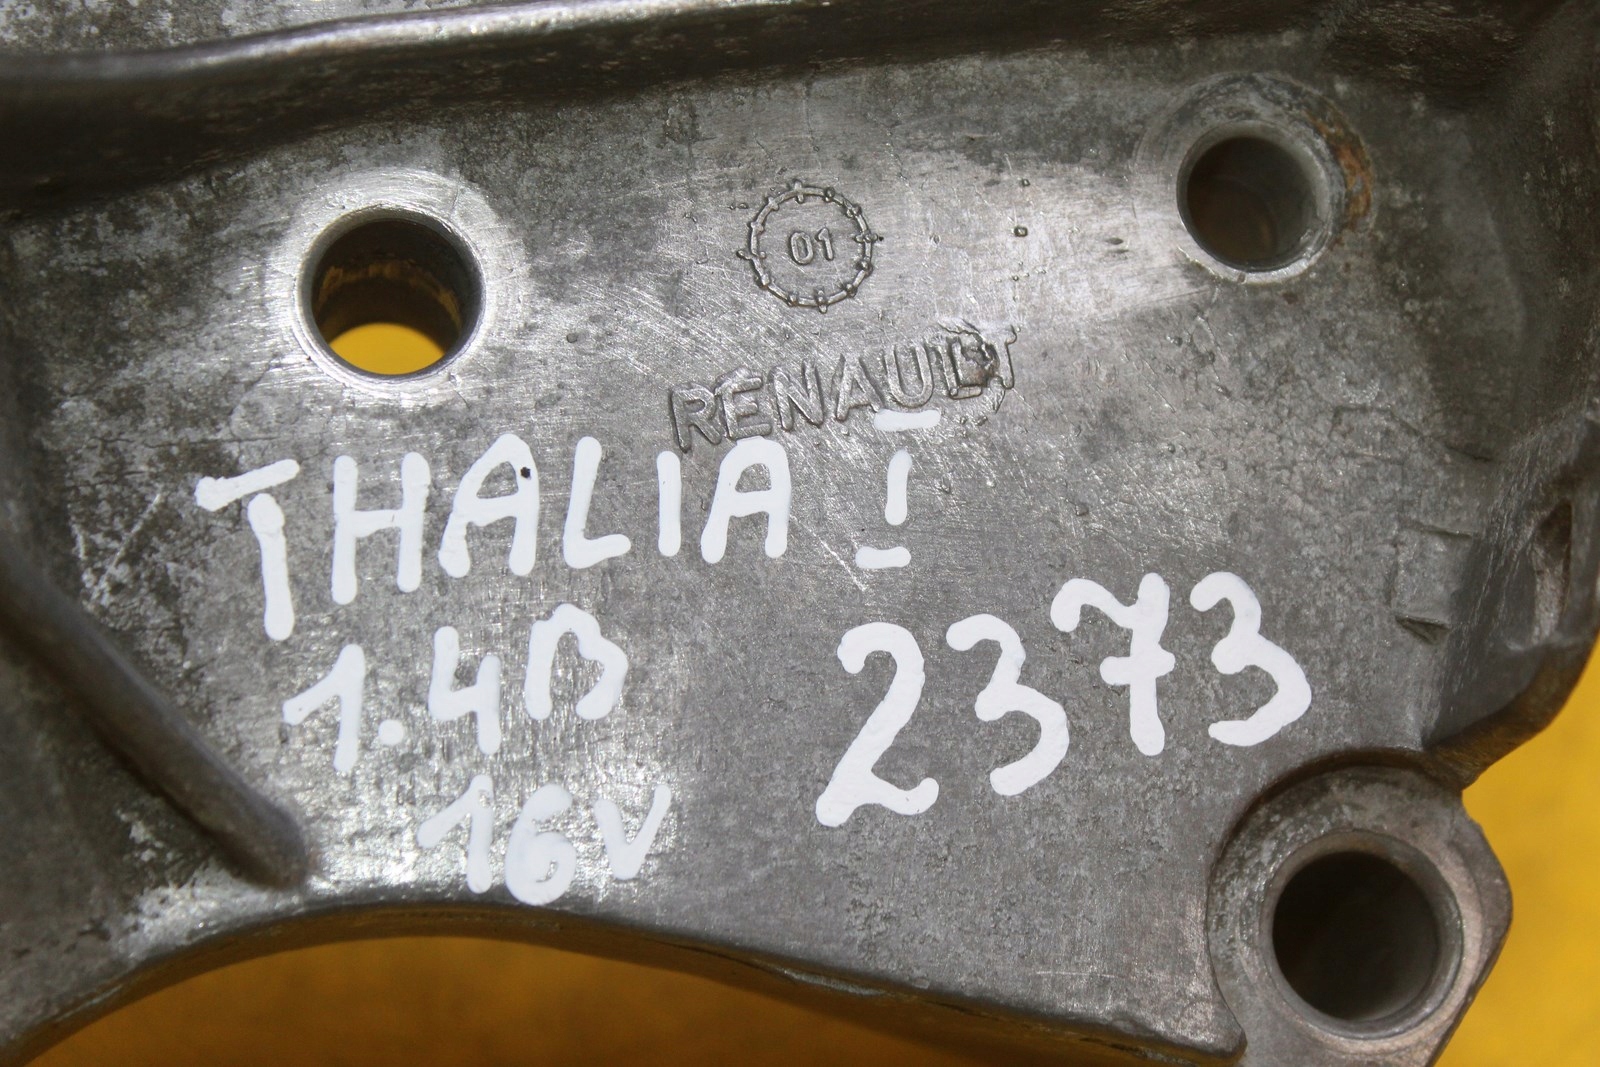 01
RENAULT
THALIA I
1.4B 2373
16V